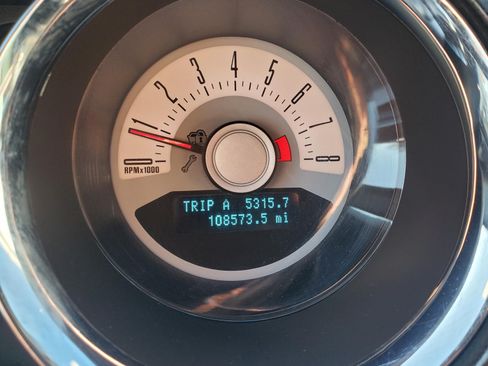 0 1 2 3 4 5 6 7 8
RPMx1000
TRIP A 5315.7
108573.5 mi